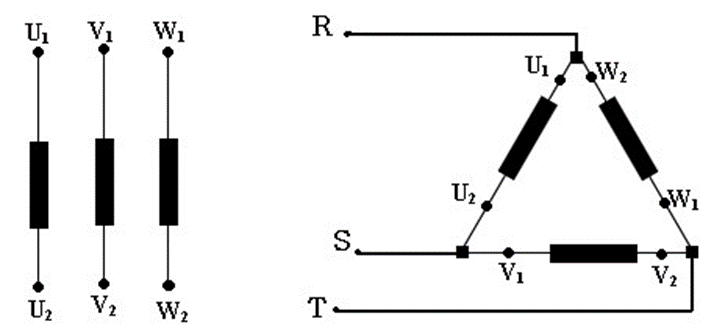 U₁ V₁ W₁
U₂ V₂ W₂
R
U₁ W₂
U₂ W₁
S
V₁ V₂
T